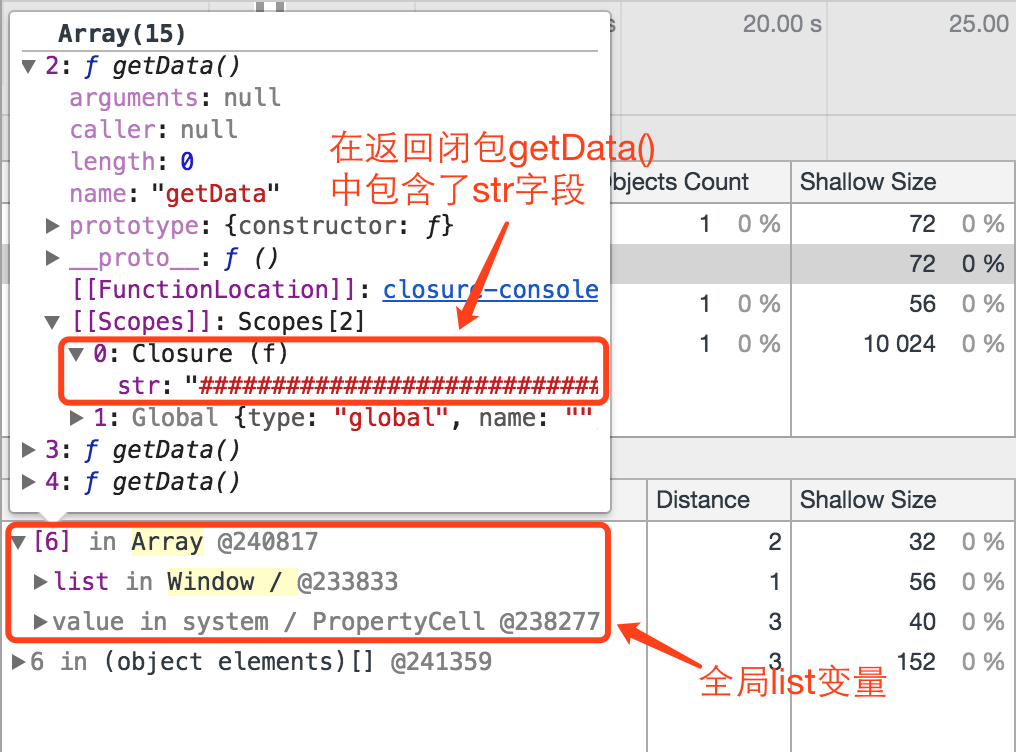 Array(15)
20.00 s
25.00
2: ƒ getData()
arguments: null
caller: null
length: 0
name: "getData"
prototype: {constructor: ƒ}
__proto__: ƒ ()
[[FunctionLocation]]: closure-console
[[Scopes]]: Scopes[2]
0: Closure (f)
str: "############################
1: Global {type: "global", name: ""
3: ƒ getData()
4: ƒ getData()
在返回闭包getData()
中包含了str字段
bjects Count
Shallow Size
1 0 % 72 0 %
72 0 %
1 0 % 56 0 %
1 0 % 10 024 0 %
Distance
Shallow Size
[6] in Array @240817 2 32 0 %
list in Window / @233833 1 56 0 %
value in system / PropertyCell @238277 3 40 0 %
6 in (object elements)[] @241359 3 152 0 %
全局list变量